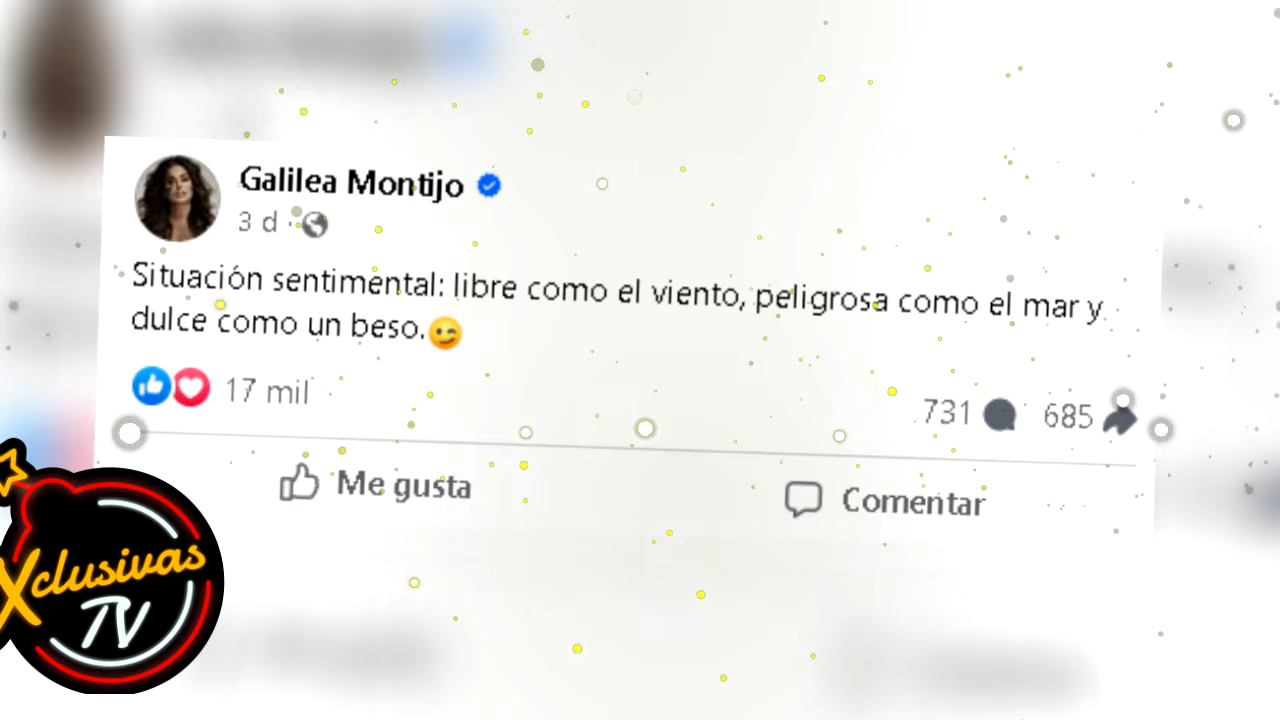 Galilea Montijo
3 d ·
Situación sentimental: libre como el viento, peligrosa como el mar y
dulce como un beso.😉
17 mil
731
685
Me gusta
Comentar
Xclusivas
TV